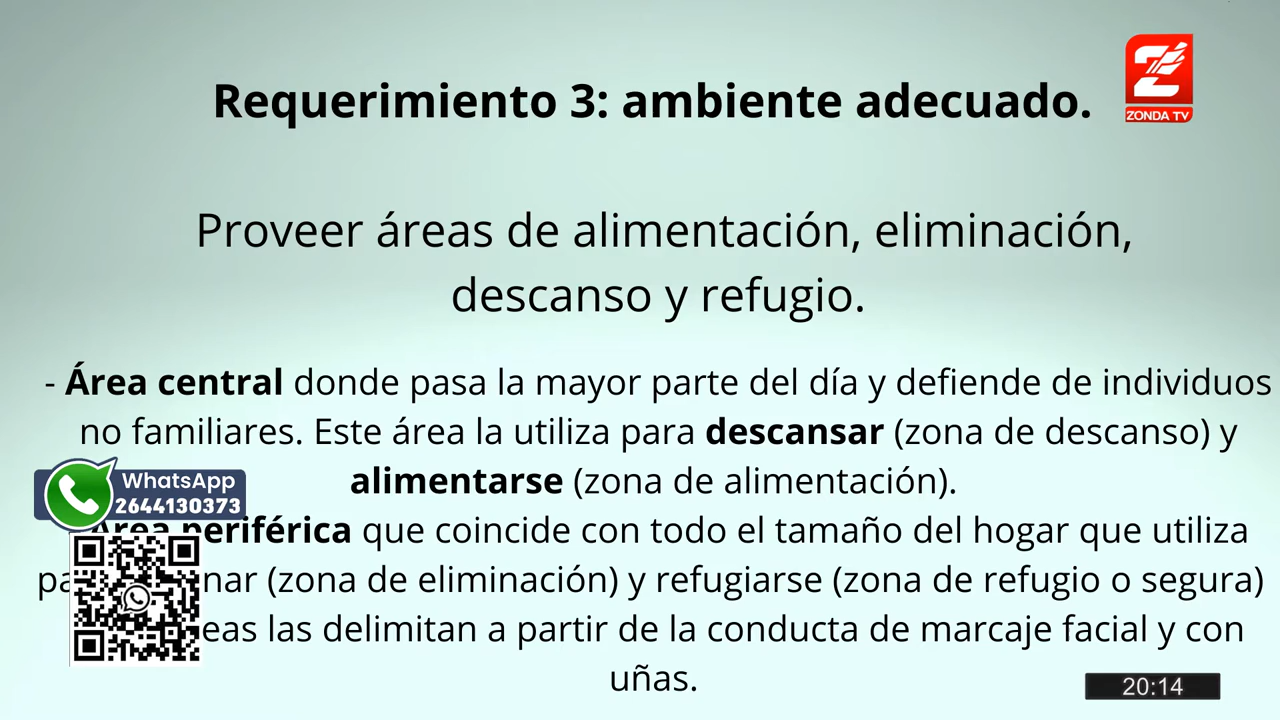 Requerimiento 3: ambiente adecuado.
ZONDA TV
Proveer áreas de alimentación, eliminación,
descanso y refugio.
- Área central donde pasa la mayor parte del día y defiende de individuos
no familiares. Este área la utiliza para descansar (zona de descanso) y
alimentarse (zona de alimentación).
WhatsApp
2644130373
Área periférica que coincide con todo el tamaño del hogar que utiliza
(zona de eliminación) y refugiarse (zona de refugio o segura)
las delimitan a partir de la conducta de marcaje facial y con
uñas.
20:14